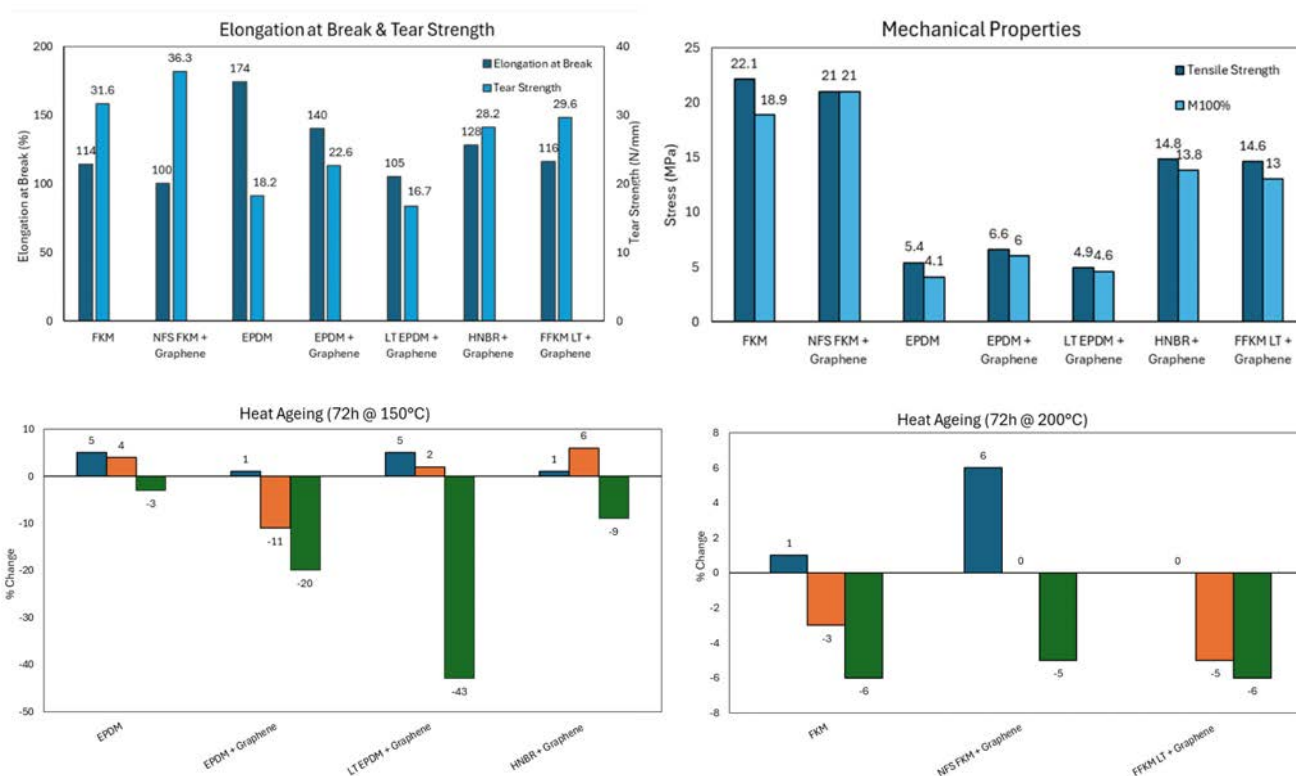 Elongation at Break & Tear Strength
Elongation at Break
Tear Strength
Elongation at Break (%)
200
150
100
50
0
Tear Strength (N/mm)
40
30
20
10
0
114
31.6
100
36.3
174
18.2
140
22.6
105
16.7
128
28.2
116
29.6
FKM
NFS FKM + Graphene
EPDM
EPDM + Graphene
LT EPDM + Graphene
HNBR + Graphene
FFKM LT + Graphene
Mechanical Properties
Tensile Strength
M100%
Stress (MPa)
25
20
15
10
5
0
22.1
18.9
21
21
5.4
4.1
6.6
6
4.9
4.6
14.8
13.8
14.6
13
FKM
NFS FKM + Graphene
EPDM
EPDM + Graphene
LT EPDM + Graphene
HNBR + Graphene
FFKM LT + Graphene
Heat Ageing (72h @ 150°C)
% Change
10
0
-10
-20
-30
-40
-50
5
4
-3
1
-11
-20
5
2
-43
1
6
-9
EPDM
EPDM + Graphene
LT EPDM + Graphene
HNBR + Graphene
Heat Ageing (72h @ 200°C)
% Change
8
6
4
2
0
-2
-4
-6
-8
1
-3
-6
6
0
-5
0
-5
-6
FKM
NFS FKM + Graphene
FFKM LT + Graphene